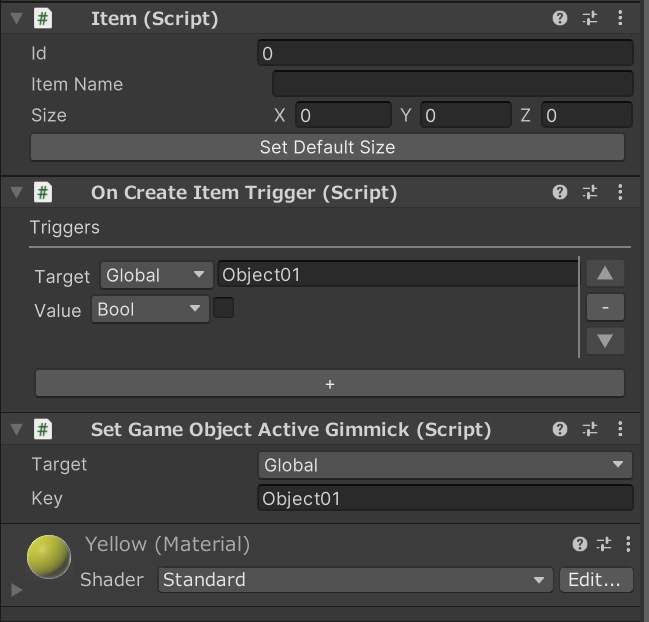 Item (Script)
Id 0
Item Name
Size X 0 Y 0 Z 0
Set Default Size
On Create Item Trigger (Script)
Triggers
Target Global Object01
Value Bool
-
+
Set Game Object Active Gimmick (Script)
Target Global
Key Object01
Yellow (Material)
Shader Standard Edit...